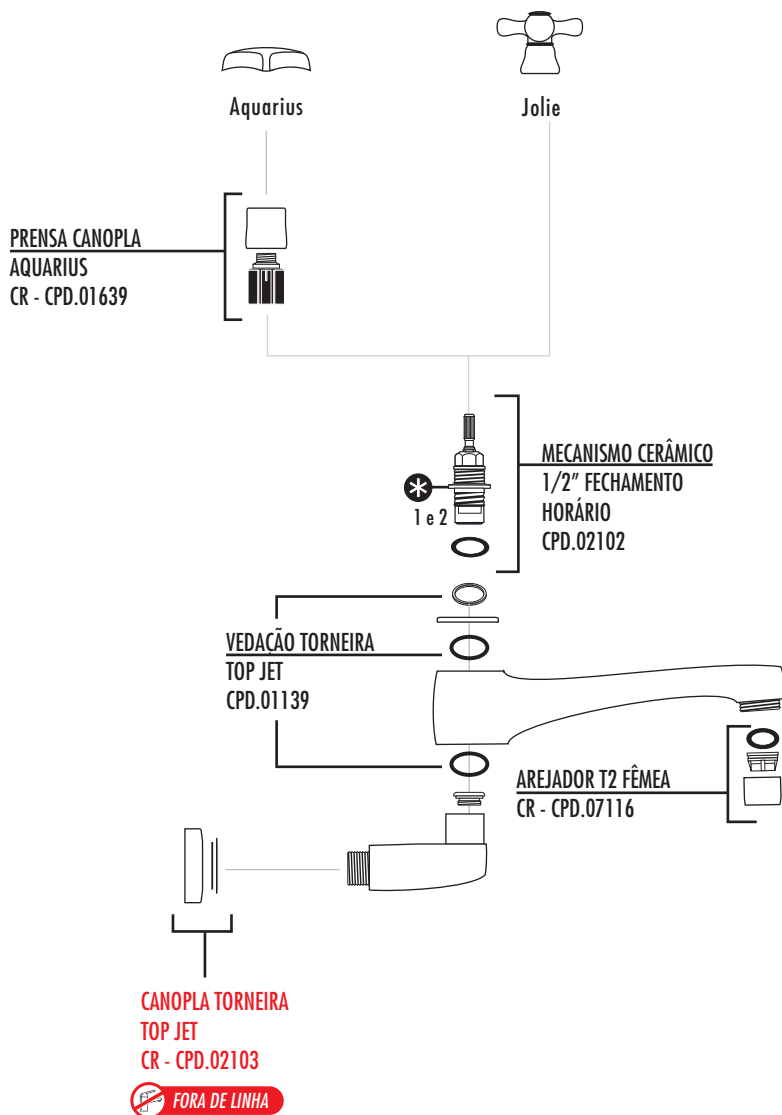 Aquarius
Jolie
PRENSA CANOPLA
AQUARIUS
CR - CPD.01639
MECANISMO CERÂMICO
1/2” FECHAMENTO
HORÁRIO
CPD.02102
1 e 2
VEDAÇÃO TORNEIRA
TOP JET
CPD.01139
AREJADOR T2 FÊMEA
CR - CPD.07116
CANOPLA TORNEIRA
TOP JET
CR - CPD.02103
FORA DE LINHA